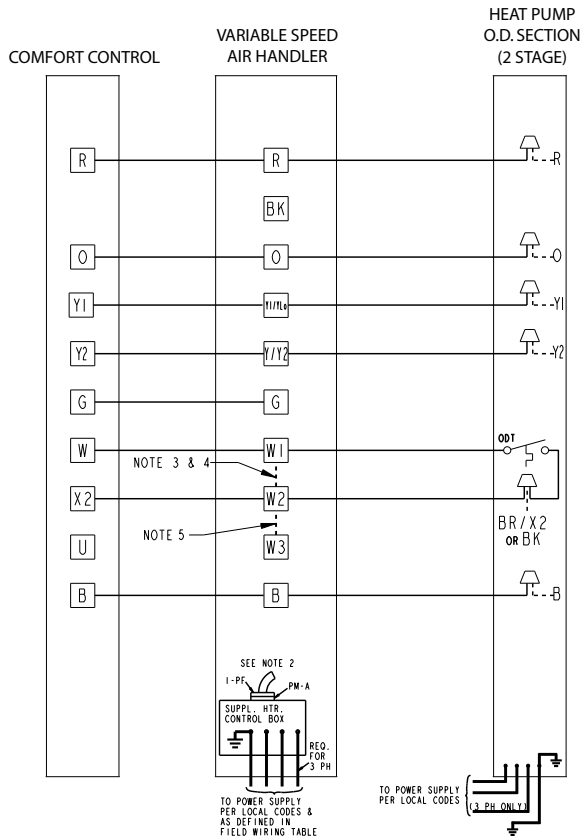 HEAT PUMP
O.D. SECTION
(2 STAGE)
VARIABLE SPEED
AIR HANDLER
COMFORT CONTROL
R R R
BK
O O O
Y1 Y1/YLo Y1
Y2 Y/Y2 Y2
G G
W W1 ODT
NOTE 3 & 4
X2 W2
BR/X2
OR BK
NOTE 5
U W3
B B B
SEE NOTE 2
1-PF
PM-A
SUPPL. HTR.
CONTROL BOX
REQ.
FOR
3 PH
TO POWER SUPPLY
PER LOCAL CODES &
AS DEFINED IN
FIELD WIRING TABLE
TO POWER SUPPLY
PER LOCAL CODES
(3 PH ONLY)